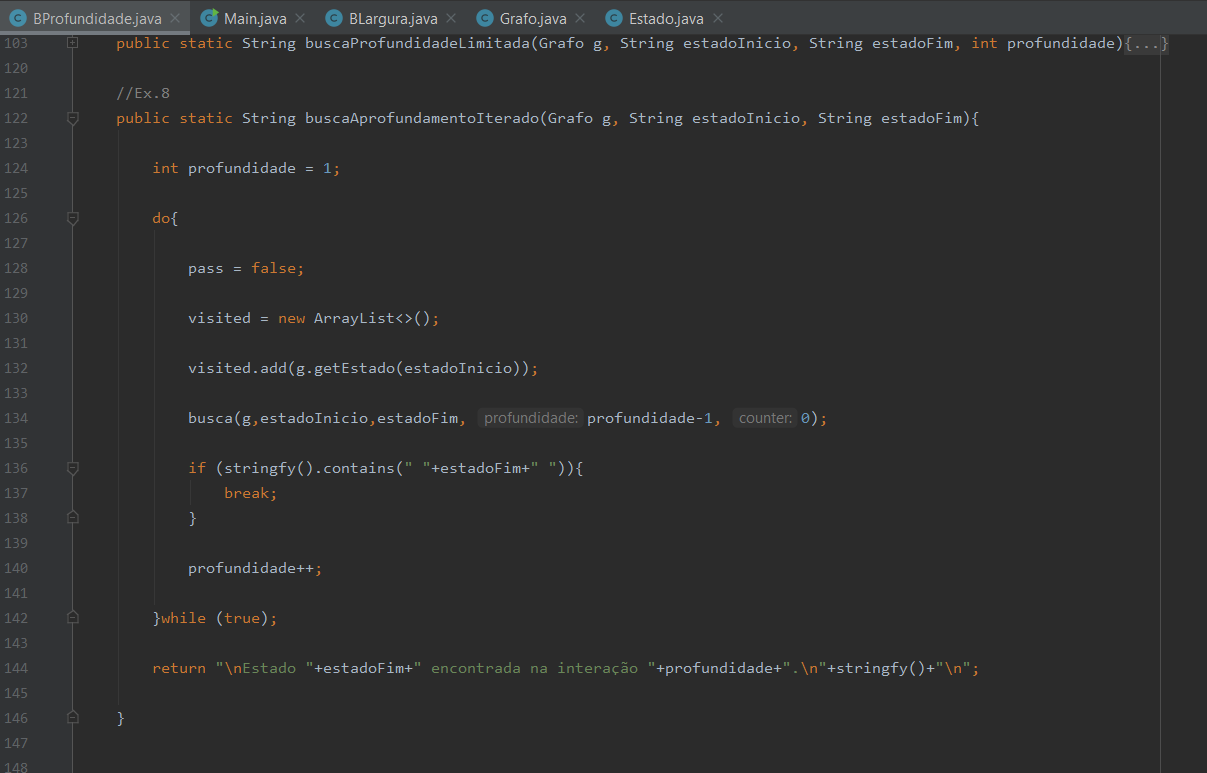 BProfundidade.java Main.java BLargura.java Grafo.java Estado.java
103 public static String buscaProfundidadeLimitada(Grafo g, String estadoInicio, String estadoFim, int profundidade){...}
120
121 //Ex.8
122 public static String buscaAprofundamentoIterado(Grafo g, String estadoInicio, String estadoFim){
123
124 int profundidade = 1;
125
126 do{
127
128 pass = false;
129
130 visited = new ArrayList<>();
131
132 visited.add(g.getEstado(estadoInicio));
133
134 busca(g,estadoInicio,estadoFim, profundidade: profundidade-1, counter: 0);
135
136 if (stringfy().contains(" "+estadoFim+" ")){
137 break;
138 }
139
140 profundidade++;
141
142 }while (true);
143
144 return "\nEstado "+estadoFim+" encontrada na interação "+profundidade+".\n"+stringfy()+"\n";
145
146 }
147
148